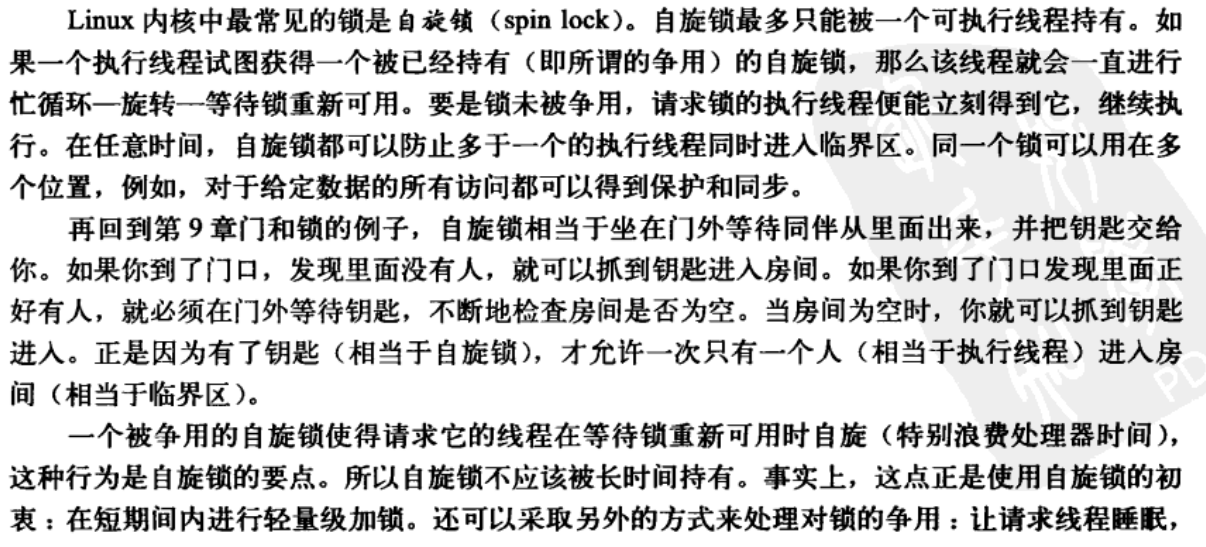 Linux 内核中最常见的锁是自旋锁（spin lock）。自旋锁最多只能被一个可执行线程持有。如
果一个执行线程试图获得一个被已经持有（即所谓的争用）的自旋锁，那么该线程就会一直进行
忙循环—旋转—等待锁重新可用。要是锁未被争用，请求锁的执行线程便能立刻得到它，继续执
行。在任意时间，自旋锁都可以防止多于一个的执行线程同时进入临界区。同一个锁可以用在多
个位置，例如，对于给定数据的所有访问都可以得到保护和同步。
再回到第 9 章门和锁的例子，自旋锁相当于坐在门外等待同伴从里面出来，并把钥匙交给
你。如果你到了门口，发现里面没有人，就可以抓到钥匙进入房间。如果你到了门口发现里面正
好有人，就必须在门外等待钥匙，不断地检查房间是否为空。当房间为空时，你就可以抓到钥匙
进入。正是因为有了钥匙（相当于自旋锁），才允许一次只有一个人（相当于执行线程）进入房
间（相当于临界区）。
一个被争用的自旋锁使得请求它的线程在等待锁重新可用时自旋（特别浪费处理器时间），
这种行为是自旋锁的要点。所以自旋锁不应该被长时间持有。事实上，这点正是使用自旋锁的初
衷：在短期间内进行轻量级加锁。还可以采取另外的方式来处理对锁的争用：让请求线程睡眠，
PD